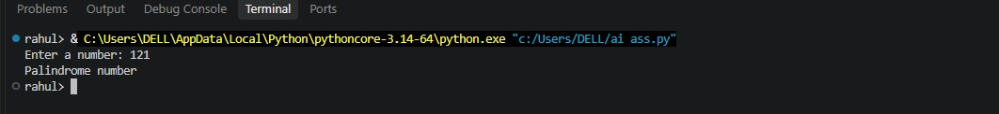 Problems Output Debug Console Terminal Ports
rahul> & C:\Users\DELL\AppData\Local\Python\pythoncore-3.14-64\python.exe "c:/Users/DELL/ai ass.py"
Enter a number: 121
Palindrome number
rahul>